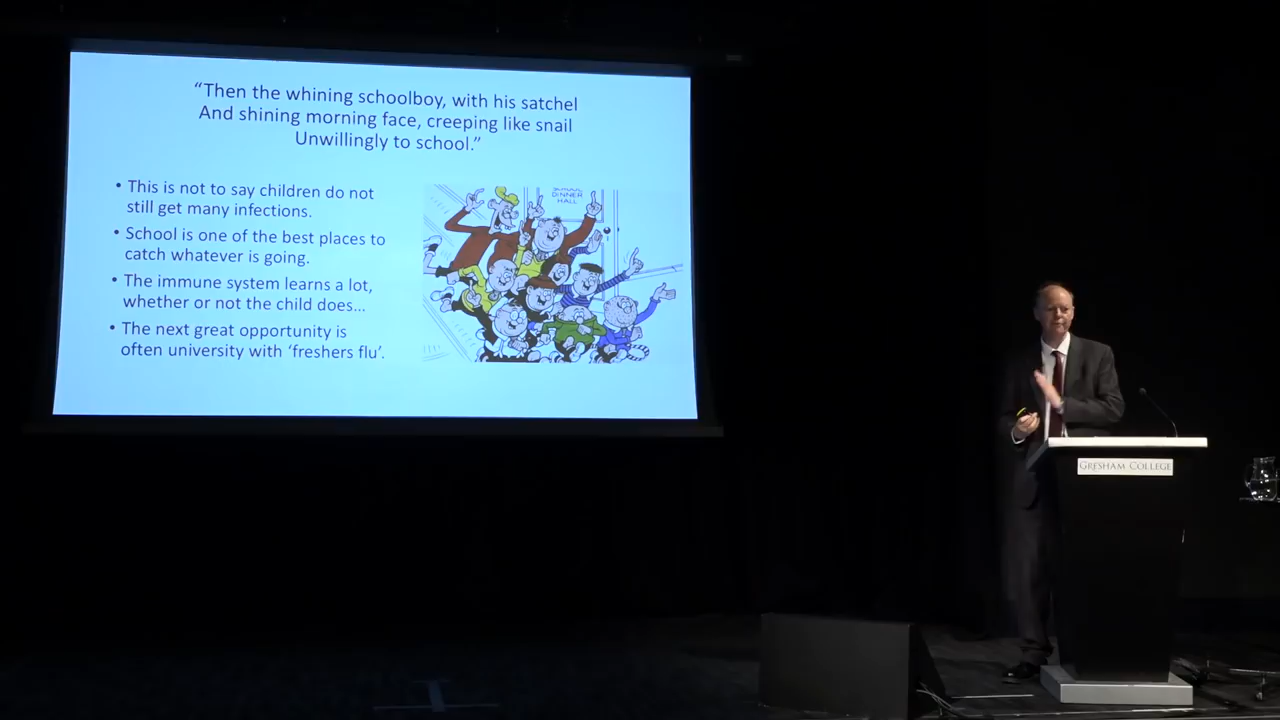 “Then the whining schoolboy, with his satchel
And shining morning face, creeping like snail
Unwillingly to school.”
• This is not to say children do not
still get many infections.
• School is one of the best places to
catch whatever is going.
• The immune system learns a lot,
whether or not the child does…
• The next great opportunity is
often university with ‘freshers flu’.
SCHOOL
DINNER
HALL
GRESHAM COLLEGE